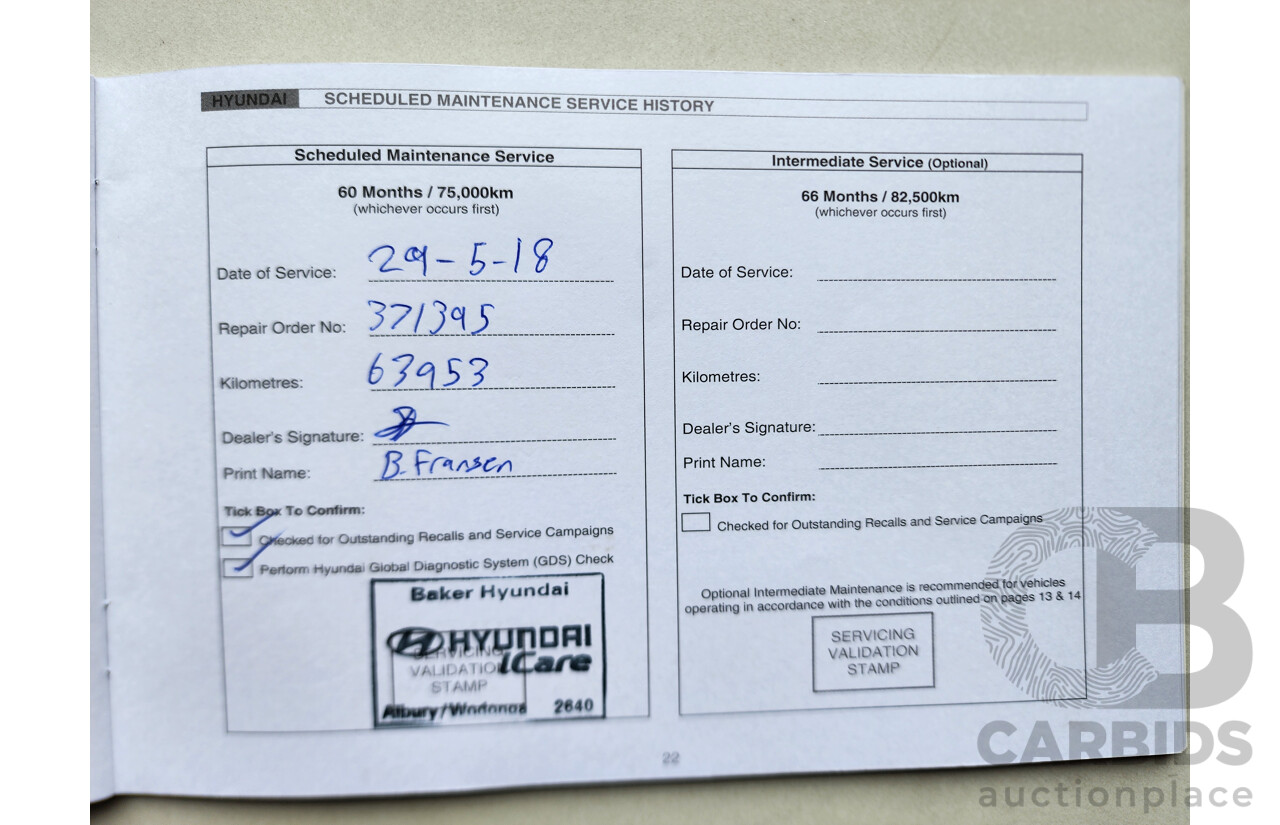 HYUNDAI SCHEDULED MAINTENANCE SERVICE HISTORY
Scheduled Maintenance Service
60 Months / 75,000km
(whichever occurs first)
Date of Service: 29-5-18
Repair Order No: 371395
Kilometres: 63953
Dealer's Signature:
Print Name: B. Fransen
Tick Box To Confirm:
Checked for Outstanding Recalls and Service Campaigns
Perform Hyundai Global Diagnostic System (GDS) Check
Baker Hyundai
HYUNDAI
iCare
SERVICING
VALIDATION
STAMP
Albury/Wodonga 2640
Intermediate Service (Optional)
66 Months / 82,500km
(whichever occurs first)
Date of Service:
Repair Order No:
Kilometres:
Dealer's Signature:
Print Name:
Tick Box To Confirm:
Checked for Outstanding Recalls and Service Campaigns
Optional Intermediate Maintenance is recommended for vehicles
operating in accordance with the conditions outlined on pages 13 & 14
SERVICING
VALIDATION
STAMP
22
CB
CARBIDS
auctionplace